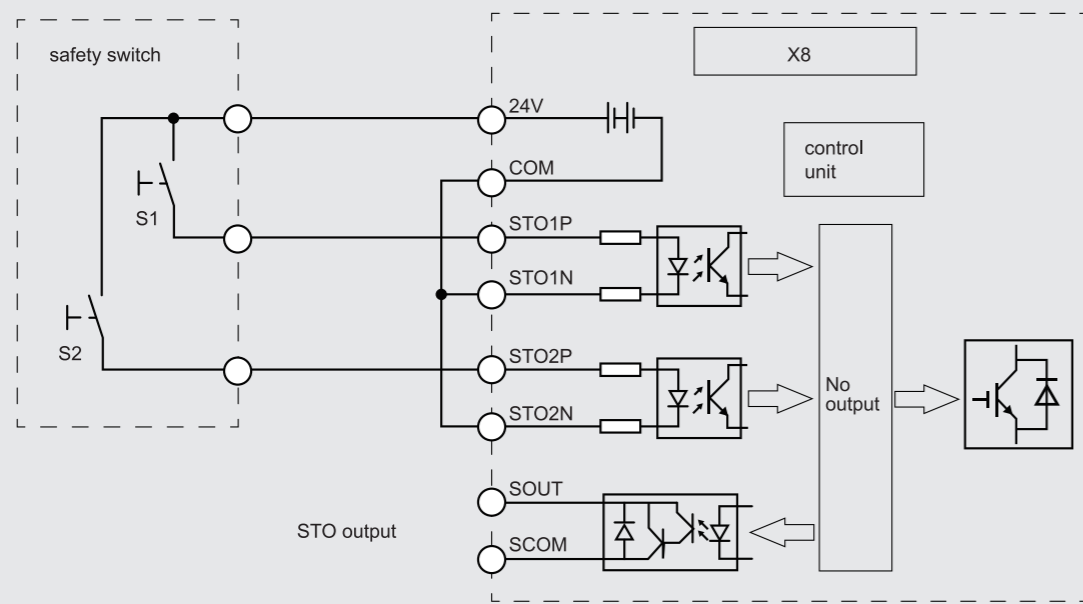 safety switch
X8
24V
control
unit
COM
S1
STO1P
STO1N
S2
STO2P
No
output
STO2N
SOUT
STO output
SCOM